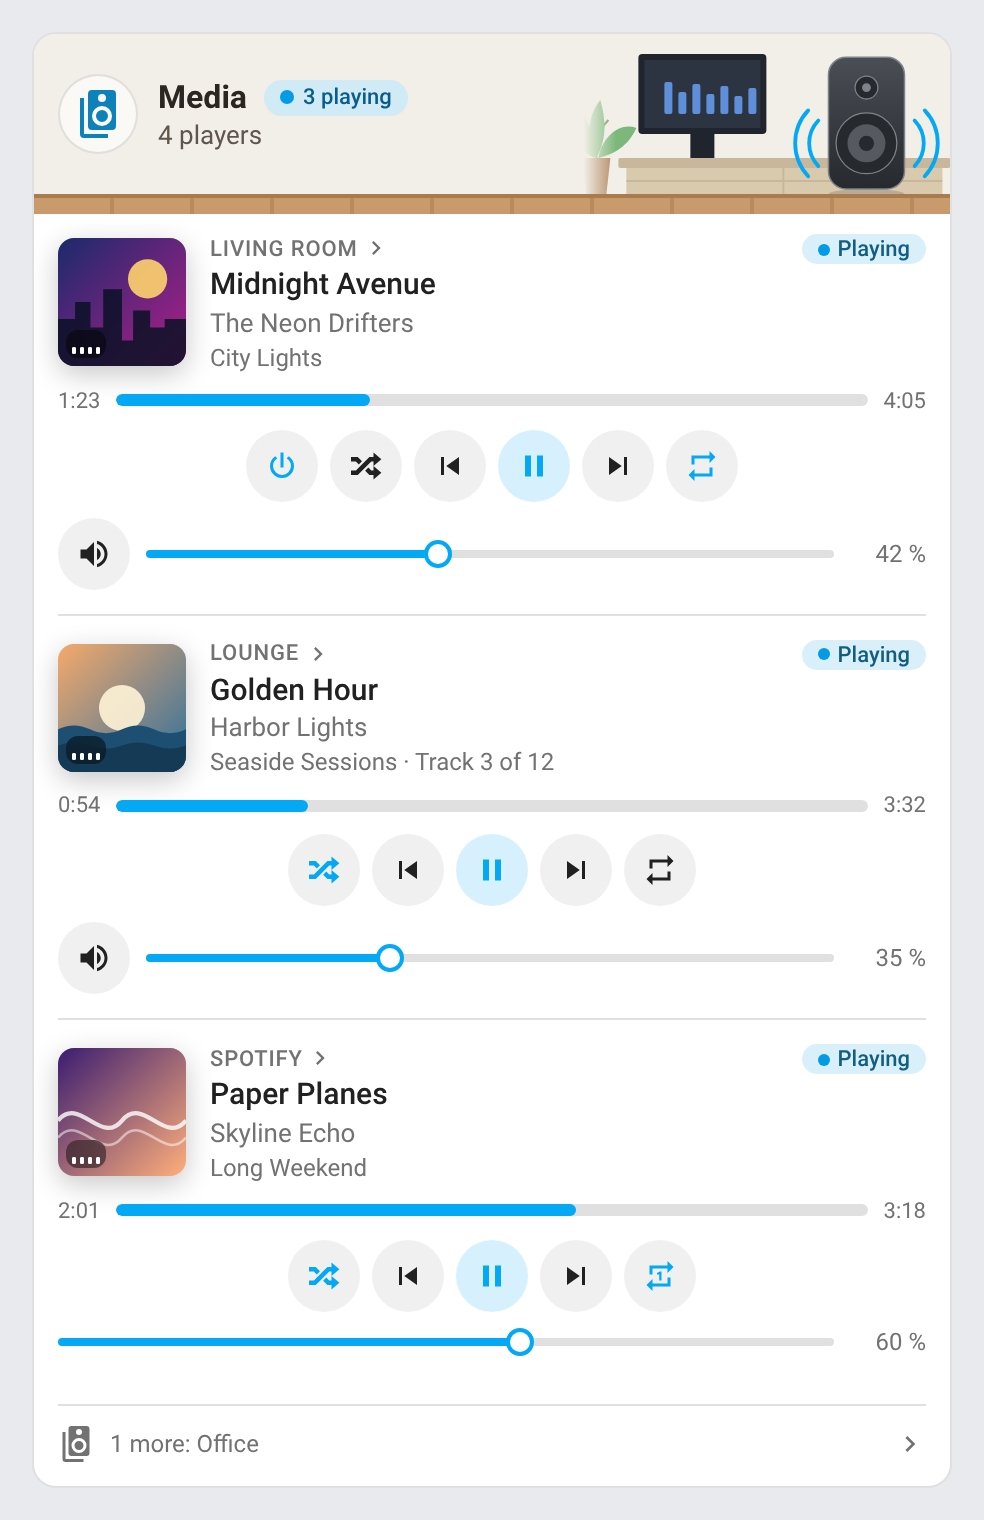 Media
3 playing
4 players
LIVING ROOM
Playing
Midnight Avenue
The Neon Drifters
City Lights
1:23
4:05
42 %
LOUNGE
Playing
Golden Hour
Harbor Lights
Seaside Sessions · Track 3 of 12
0:54
3:32
35 %
SPOTIFY
Playing
Paper Planes
Skyline Echo
Long Weekend
2:01
3:18
1
60 %
1 more: Office